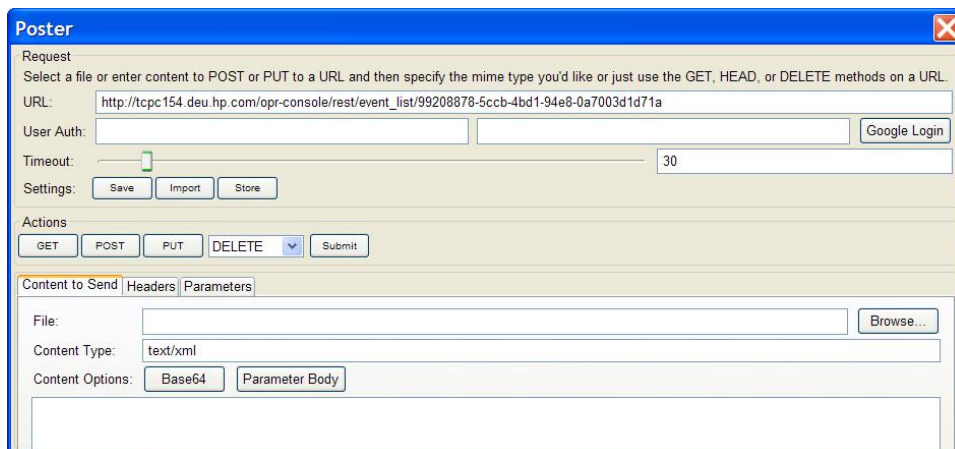 Poster
Request
Select a file or enter content to POST or PUT to a URL and then specify the mime type you'd like or just use the GET, HEAD, or DELETE methods on a URL.
URL: http://tcpc154.deu.hp.com/opr-console/rest/event_list/99208878-5ccb-4bd1-94e8-0a7003d1d71a
User Auth: Google Login
Timeout: 30
Settings: Save Import Store
Actions
GET POST PUT DELETE Submit
Content to Send Headers Parameters
File: Browse...
Content Type: text/xml
Content Options: Base64 Parameter Body